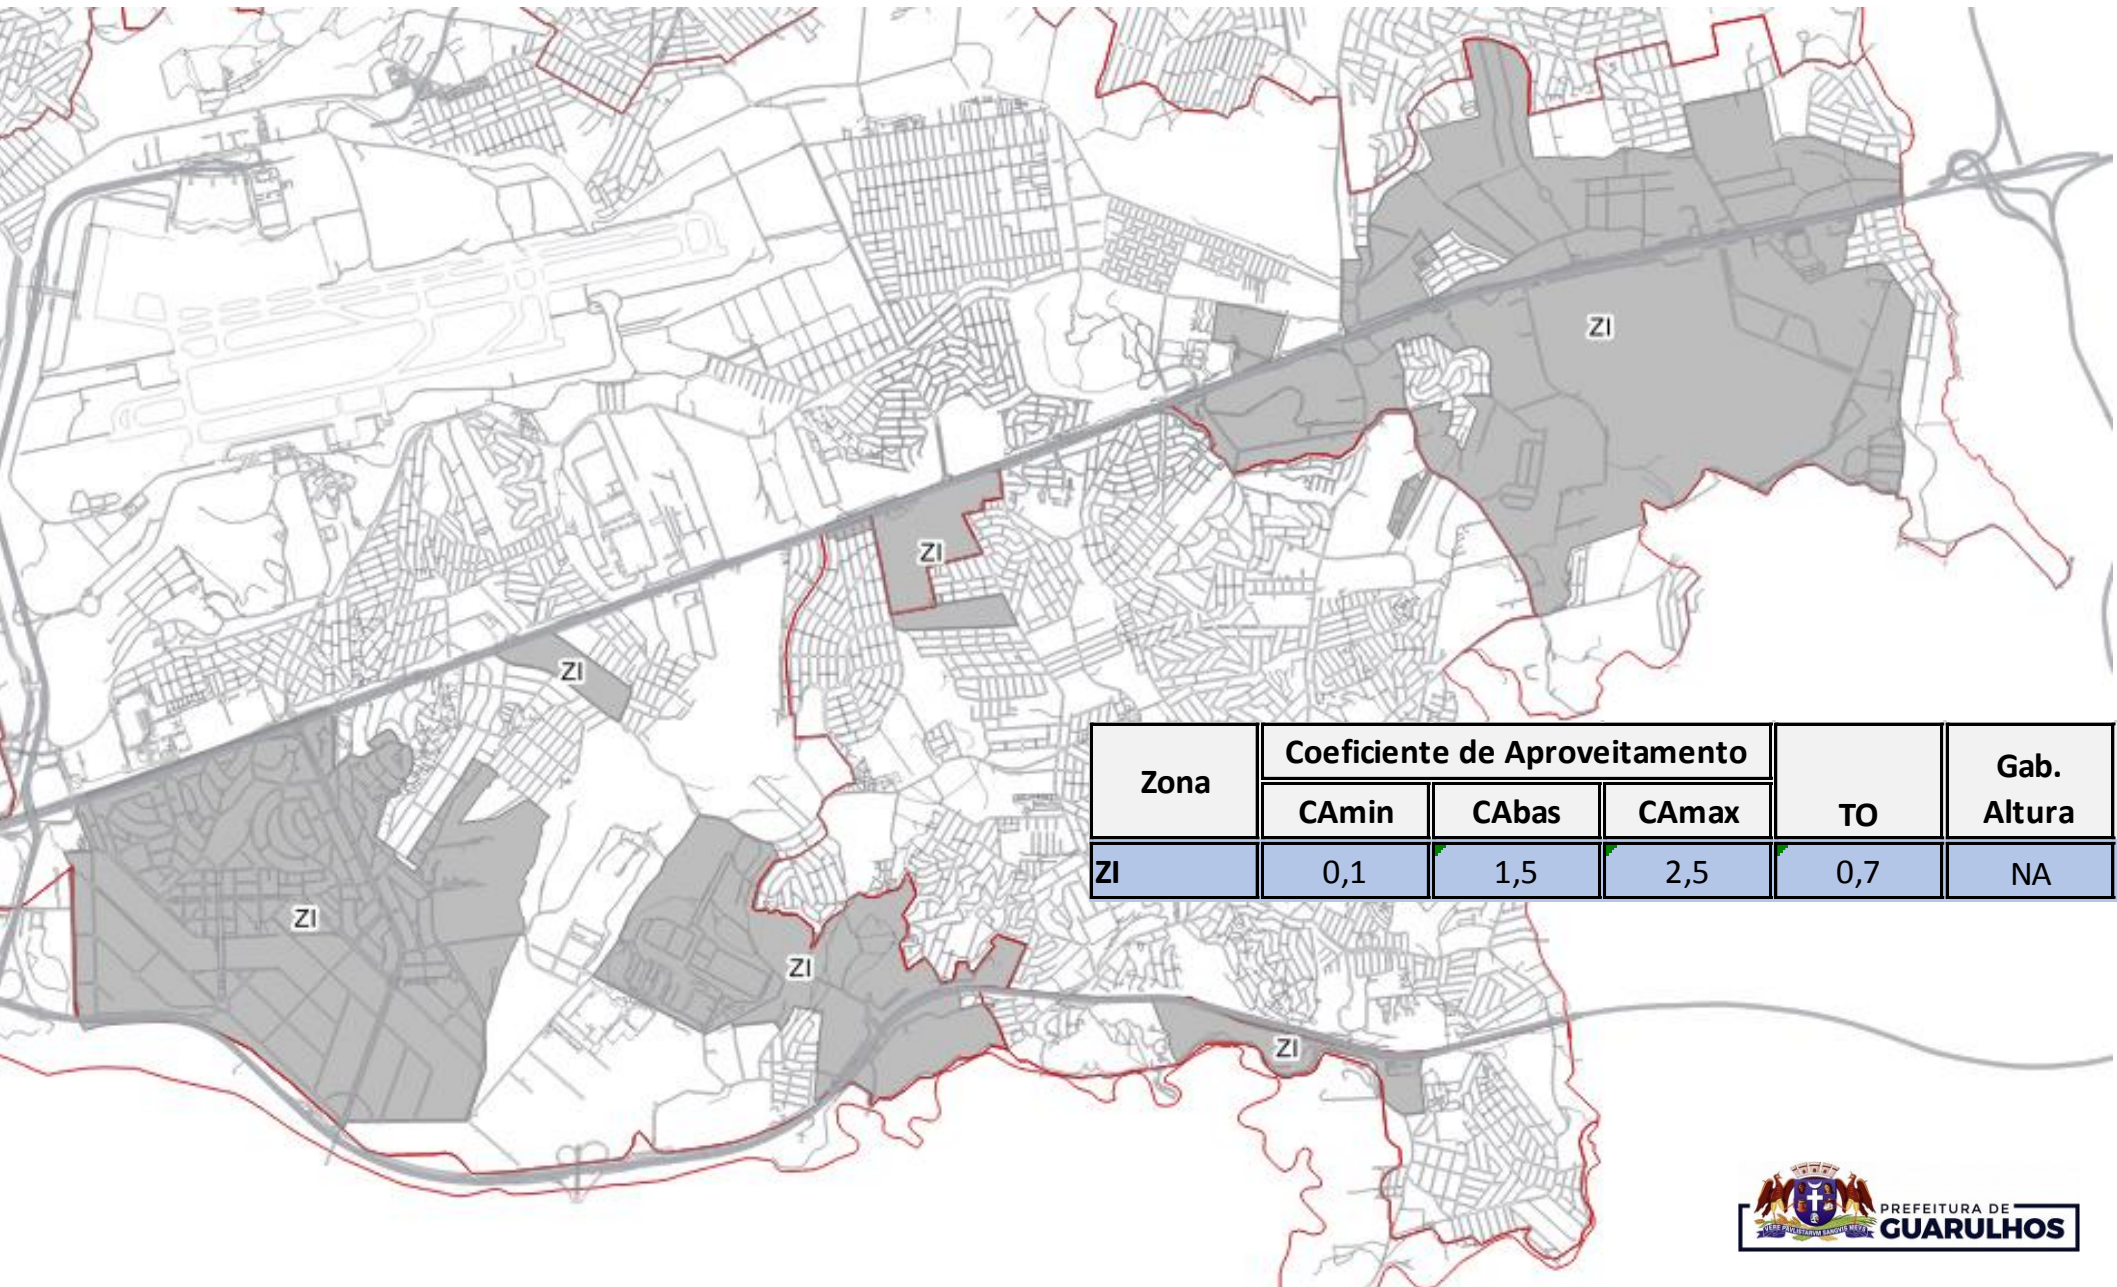 ZI
ZI
ZI
ZI
ZI
ZI
Zona
Coeficiente de Aproveitamento
CAmin
CAbas
CAmax
TO
Gab.
Altura
ZI
0,1
1,5
2,5
0,7
NA
PREFEITURA DE
GUARULHOS